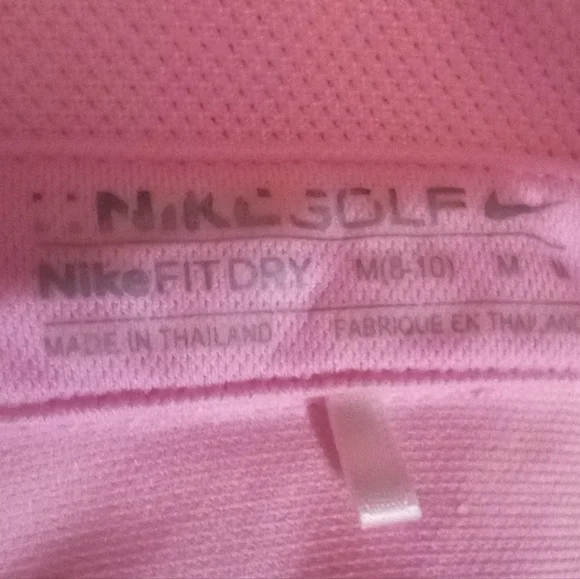 NIKE GOLF
NikeFIT DRY M(8-10) M
MADE IN THAILAND FABRIQUE EN THAILAN